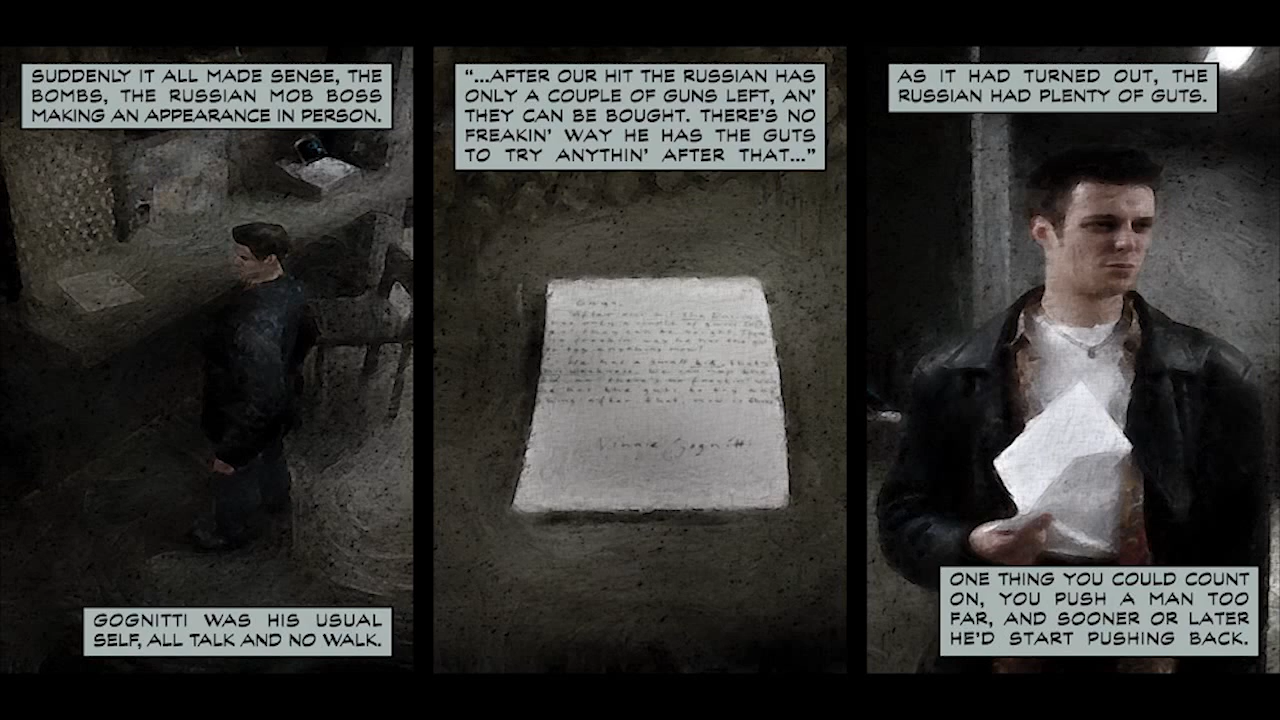 SUDDENLY IT ALL MADE SENSE, THE
BOMBS, THE RUSSIAN MOB BOSS
MAKING AN APPEARANCE IN PERSON.
GOGNITTI WAS HIS USUAL
SELF, ALL TALK AND NO WALK.
"...AFTER OUR HIT THE RUSSIAN HAS
ONLY A COUPLE OF GUNS LEFT, AN'
THEY CAN BE BOUGHT. THERE'S NO
FREAKIN' WAY HE HAS THE GUTS
TO TRY ANYTHIN' AFTER THAT..."
Vinnie Gognitti
AS IT HAD TURNED OUT, THE
RUSSIAN HAD PLENTY OF GUTS.
ONE THING YOU COULD COUNT
ON, YOU PUSH A MAN TOO
FAR, AND SOONER OR LATER
HE'D START PUSHING BACK.